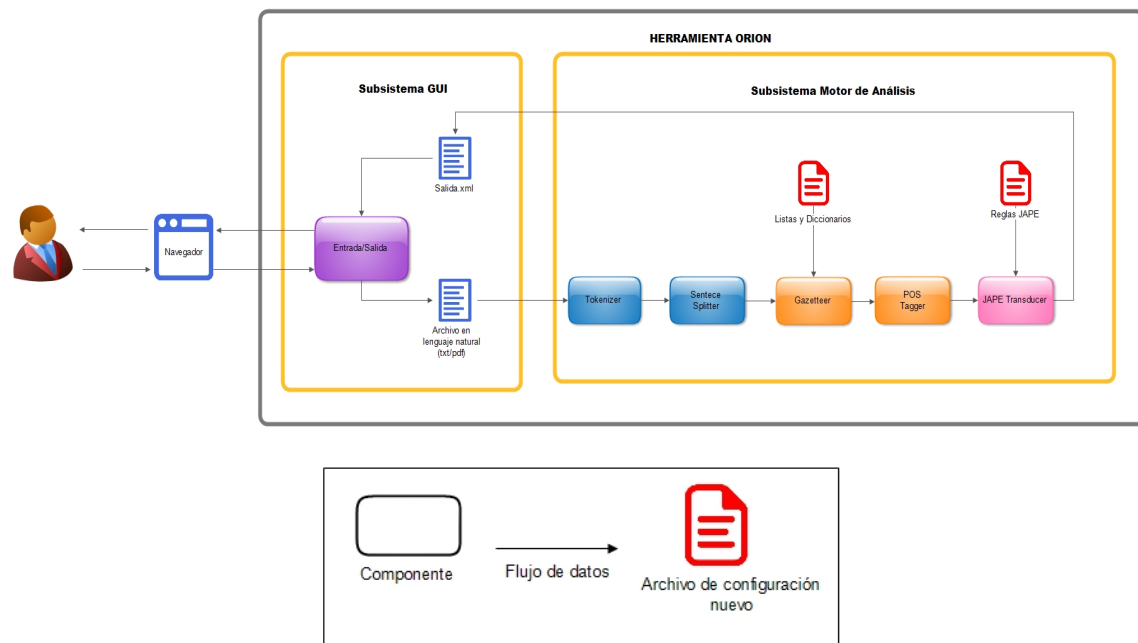 HERRAMIENTA ORION
Subsistema GUI
Subsistema Motor de Análisis
Salida.xml
Listas y Diccionarios
Reglas JAPE
Navegador
Entrada/Salida
Archivo en
lenguaje natural
(txt/pdf)
Tokenizer
Sentece
Splitter
Gazetteer
POS
Tagger
JAPE Transducer
Componente
Flujo de datos
Archivo de configuración
nuevo